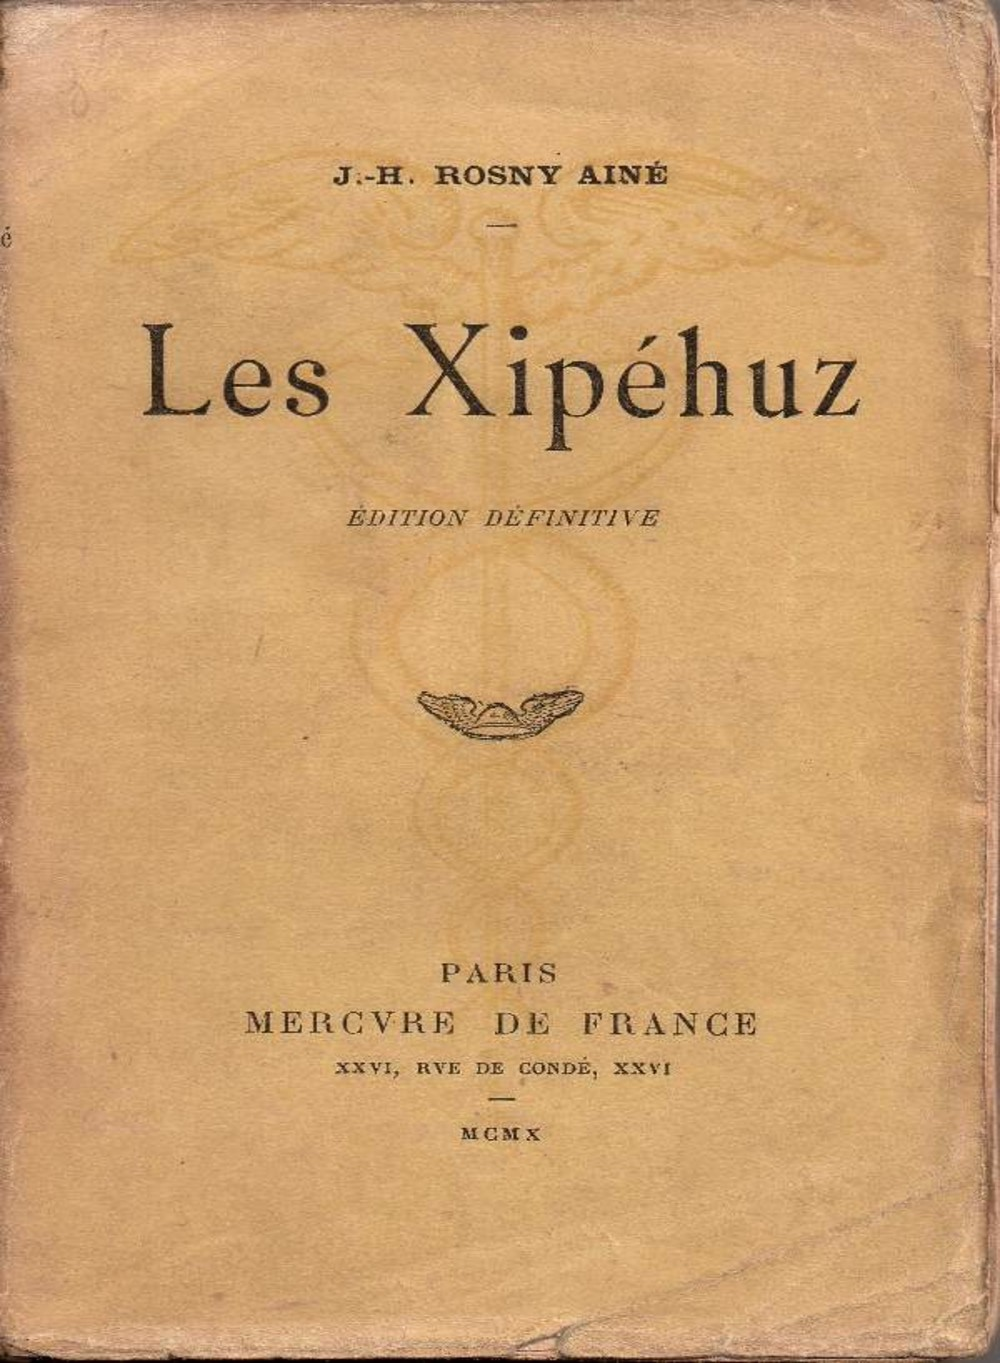 J.-H. ROSNY AINÉ
é
Les Xipéhuz
ÉDITION DÉFINITIVE
PARIS
MERCVRE DE FRANCE
XXVI, RVE DE CONDÉ, XXVI
MCMX